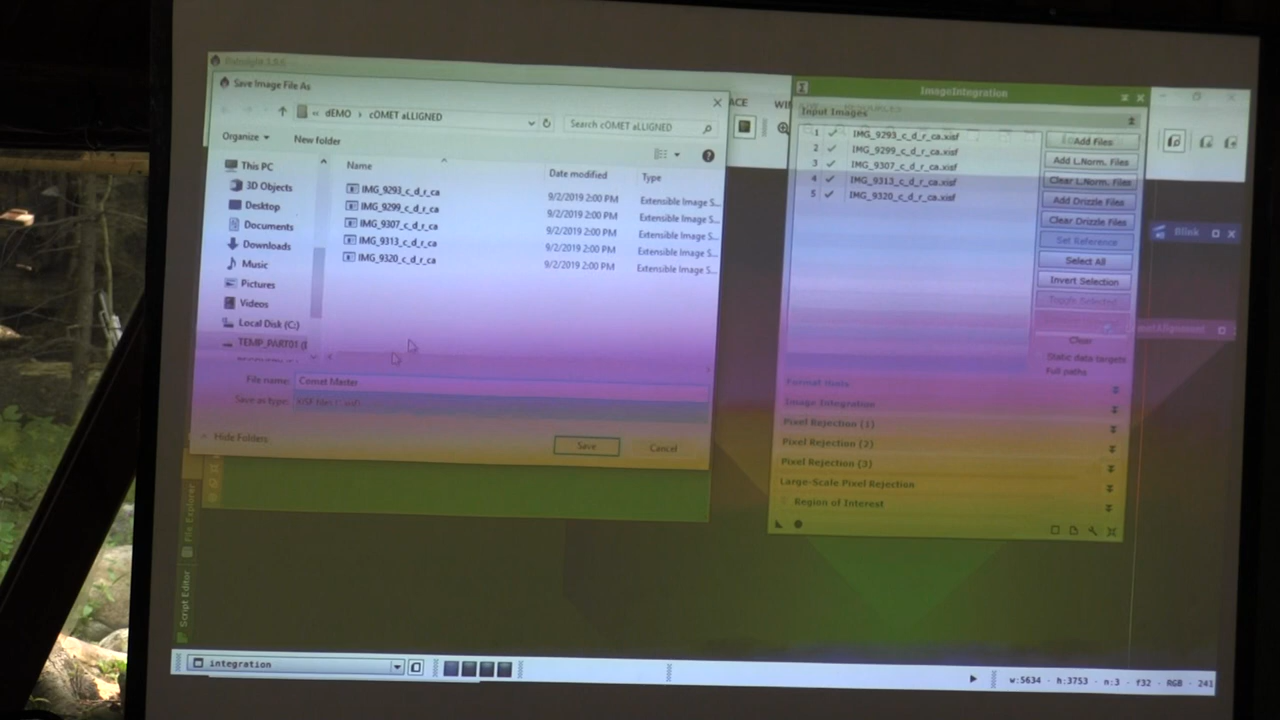 Save Image File As
« dEMO › cOMET aLLIGNED
Search cOMET aLLIGNED
Organize
New folder
This PC
3D Objects
Desktop
Documents
Downloads
Music
Pictures
Videos
Local Disk (C:)
Name Date modified Type
IMG_9293_c_d_r_ca 9/2/2019 2:00 PM Extensible Image S...
IMG_9299_c_d_r_ca 9/2/2019 2:00 PM Extensible Image S...
IMG_9307_c_d_r_ca 9/2/2019 2:00 PM Extensible Image S...
IMG_9313_c_d_r_ca 9/2/2019 2:00 PM Extensible Image S...
IMG_9320_c_d_r_ca 9/2/2019 2:00 PM Extensible Image S...
File name: Comet Master
Save as type:
Hide Folders
Save
Cancel
ImageIntegration
Input Images
1 IMG_9293_c_d_r_ca.xisf
2 IMG_9299_c_d_r_ca.xisf
3 IMG_9307_c_d_r_ca.xisf
4 IMG_9313_c_d_r_ca.xisf
5 IMG_9320_c_d_r_ca.xisf
Add Files
Add L.Norm. Files
Clear L.Norm. Files
Add Drizzle Files
Clear Drizzle Files
Set Reference
Select All
Invert Selection
Toggle Selected
Clear
Static data targets
Full paths
Format Hints
Image Integration
Pixel Rejection (1)
Pixel Rejection (2)
Pixel Rejection (3)
Large-Scale Pixel Rejection
Region of Interest
Blink
File Explorer
Script Editor
integration
w:5634 · h:3753 · n:3 · f32 · RGB · 241